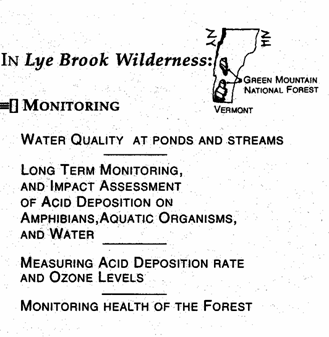 NY
NH
IN Lye Brook Wilderness:
GREEN MOUNTAIN
NATIONAL FOREST
VERMONT
MONITORING
WATER QUALITY AT PONDS AND STREAMS
LONG TERM MONITORING,
AND IMPACT ASSESSMENT
OF ACID DEPOSITION ON
AMPHIBIANS,AQUATIC ORGANISMS,
AND WATER
MEASURING ACID DEPOSITION RATE
AND OZONE LEVELS
MONITORING HEALTH OF THE FOREST